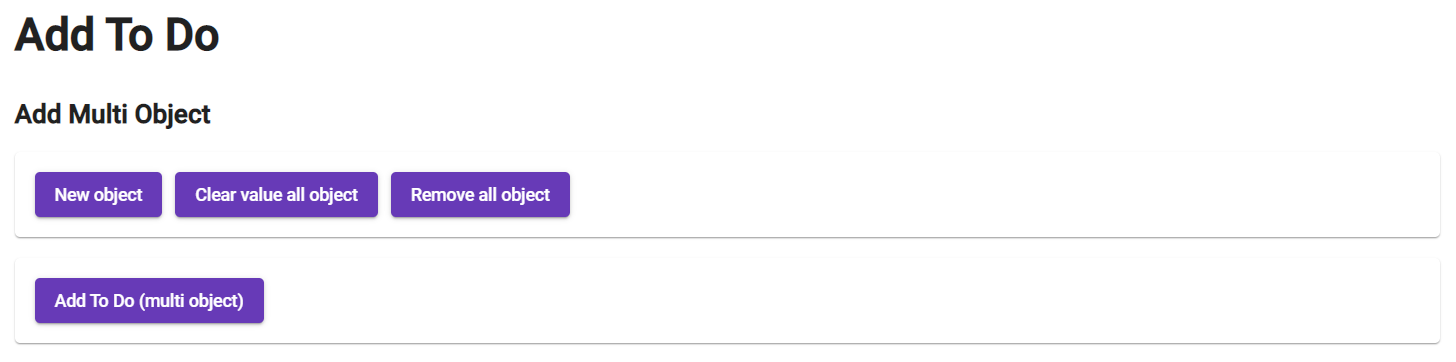 Add To Do
Add Multi Object
New object Clear value all object Remove all object
Add To Do (multi object)